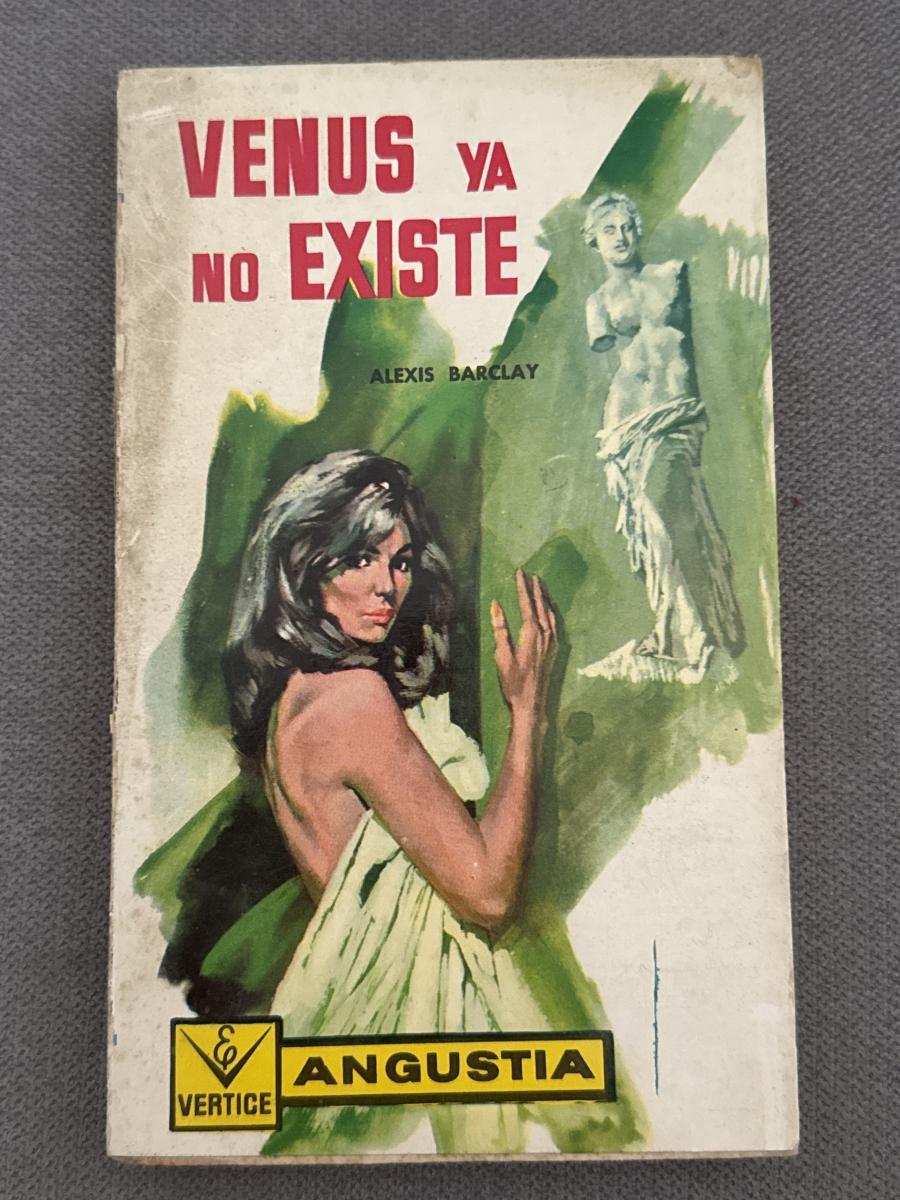 VENUS YA
NO EXISTE
ALEXIS BARCLAY
E
VERTICE
ANGUSTIA